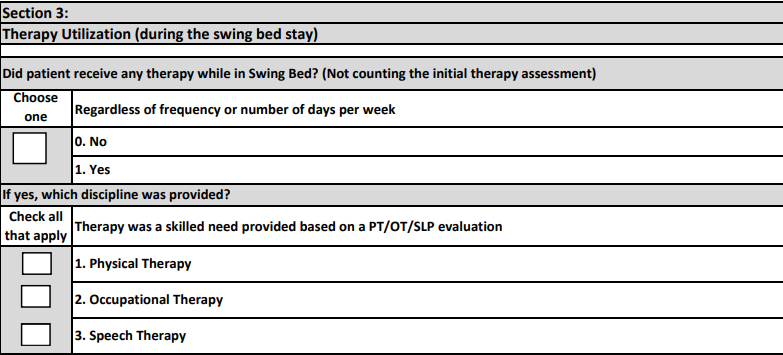 Section 3:
Therapy Utilization (during the swing bed stay)
Did patient receive any therapy while in Swing Bed? (Not counting the initial therapy assessment)
Choose
one
Regardless of frequency or number of days per week
0. No
1. Yes
If yes, which discipline was provided?
Check all
that apply
Therapy was a skilled need provided based on a PT/OT/SLP evaluation
1. Physical Therapy
2. Occupational Therapy
3. Speech Therapy